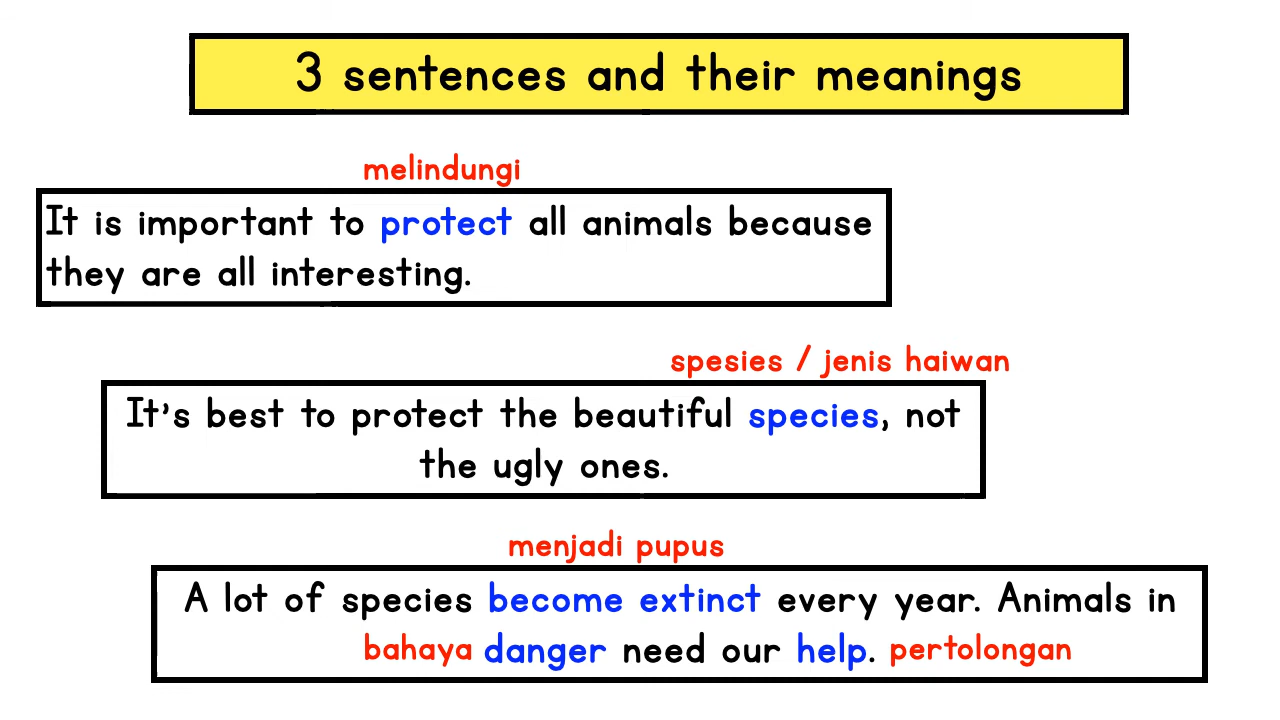 3 sentences and their meanings
melindungi
It is important to protect all animals because
they are all interesting.
spesies / jenis haiwan
It's best to protect the beautiful species, not
the ugly ones.
menjadi pupus
A lot of species become extinct every year. Animals in
bahaya danger need our help. pertolongan